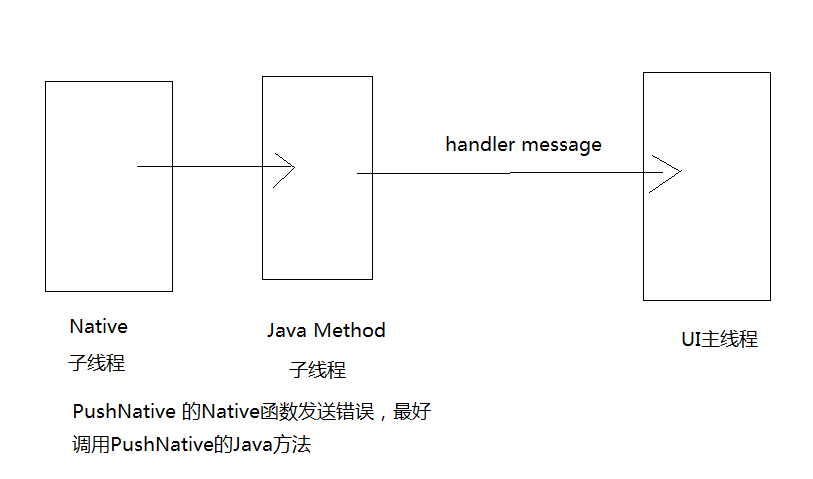 handler message
Native
子线程
Java Method
子线程
UI主线程
PushNative 的Native函数发送错误，最好
调用PushNative的Java方法